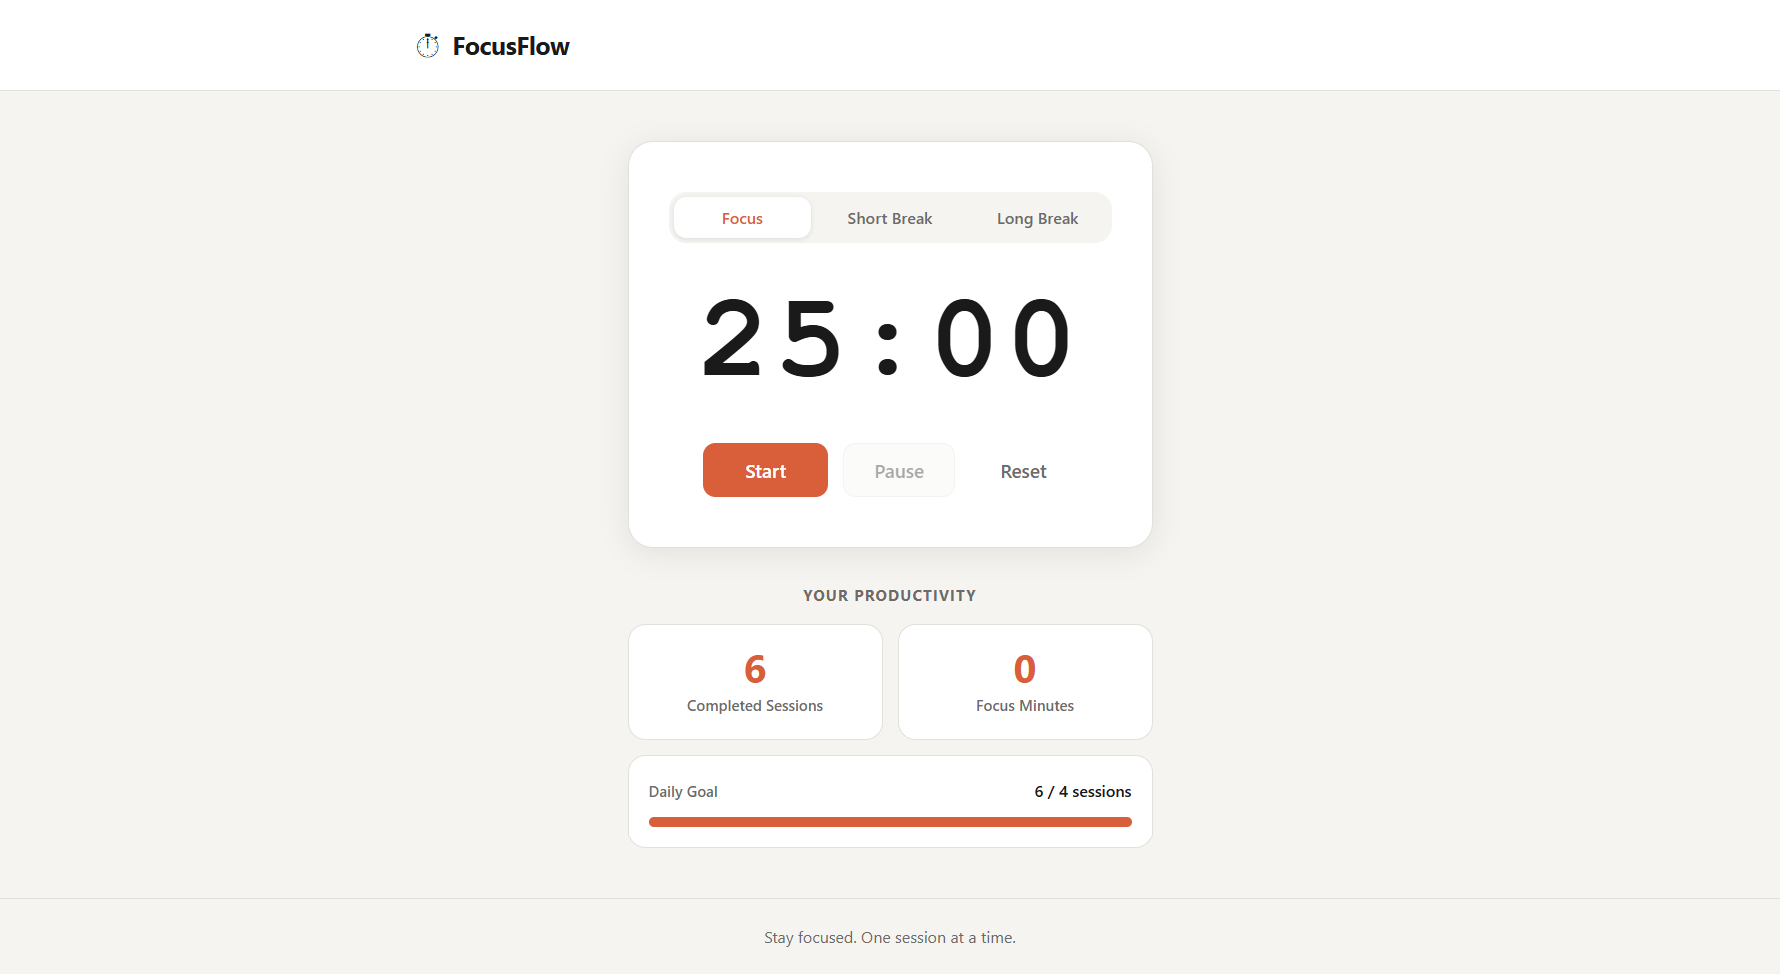 FocusFlow
Focus Short Break Long Break
25:00
Start Pause Reset
YOUR PRODUCTIVITY
6
Completed Sessions
0
Focus Minutes
Daily Goal 6 / 4 sessions
Stay focused. One session at a time.